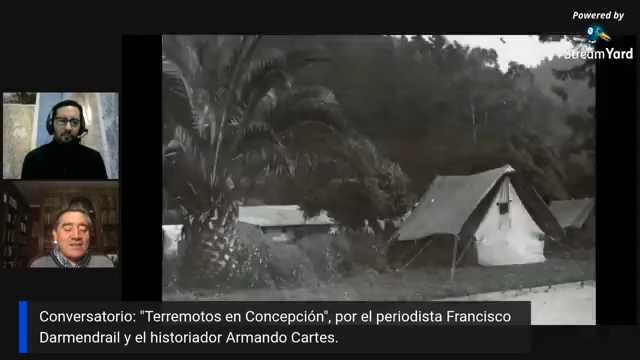 Powered by
StreamYard
Conversatorio: "Terremotos en Concepción", por el periodista Francisco
Darmendrail y el historiador Armando Cartes.